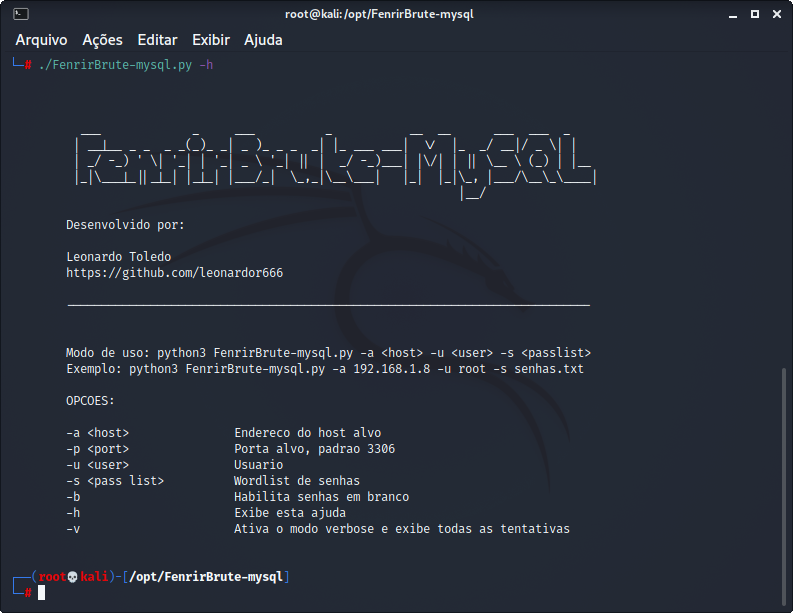 root@kali:/opt/FenrirBrute-mysql
Arquivo Ações Editar Exibir Ajuda
└─# ./FenrirBrute-mysql.py -h
FenrirBrute-MySQL
Desenvolvido por:
Leonardo Toledo
https://github.com/leonardor666
Modo de uso: python3 FenrirBrute-mysql.py -a <host> -u <user> -s <passlist>
Exemplo: python3 FenrirBrute-mysql.py -a 192.168.1.8 -u root -s senhas.txt
OPCOES:
-a <host> Endereco do host alvo
-p <port> Porta alvo, padrao 3306
-u <user> Usuario
-s <pass list> Wordlist de senhas
-b Habilita senhas em branco
-h Exibe esta ajuda
-v Ativa o modo verbose e exibe todas as tentativas
┌──(root💀kali)-[/opt/FenrirBrute-mysql]
└─#